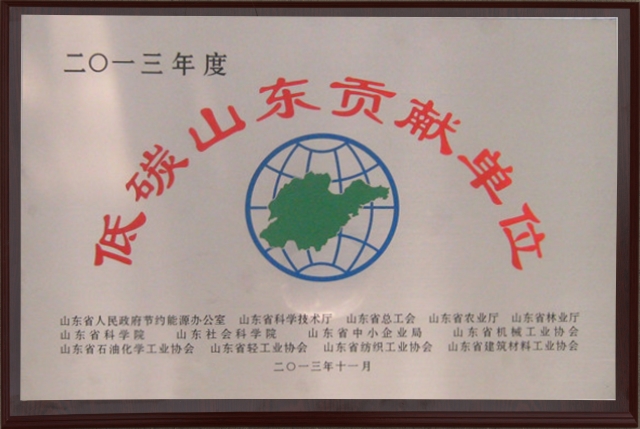 二〇一三年度
低碳山东贡献单位
山东省人民政府节约能源办公室 山东省科学技术厅 山东省总工会 山东省农业厅 山东省林业厅
山东省科学院 山东社会科学院 山东省中小企业局 山东省机械工业协会
山东省石油化学工业协会 山东省轻工业协会 山东省纺织工业协会 山东省建筑材料工业协会
二〇一三年十一月